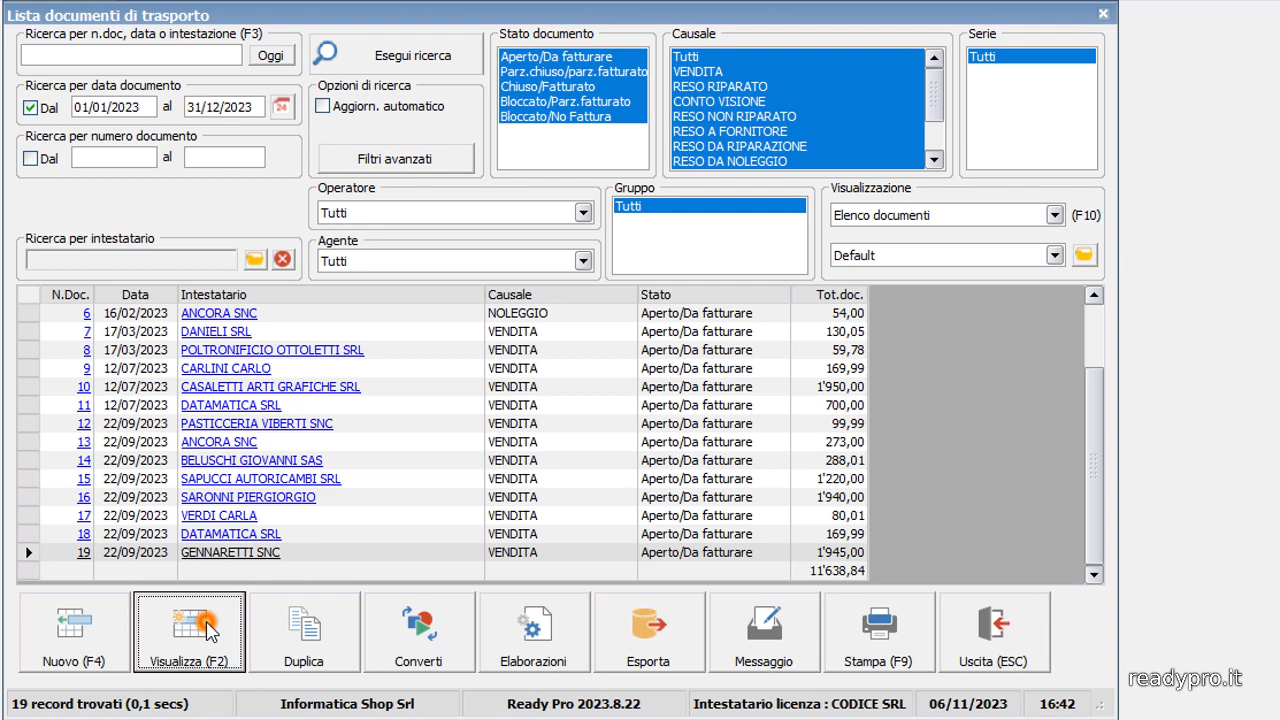 Lista documenti di trasporto
Ricerca per n.doc, data o intestazione (F3)
Oggi
Esegui ricerca
Ricerca per data documento
Dal 01/01/2023 al 31/12/2023 24
Opzioni di ricerca
Aggiorn. automatico
Ricerca per numero documento
Dal al
Filtri avanzati
Stato documento
Aperto/Da fatturare
Parz.chiuso/parz.fatturato
Chiuso/Fatturato
Bloccato/Parz.fatturato
Bloccato/No Fattura
Causale
Tutti
VENDITA
RESO RIPARATO
CONTO VISIONE
RESO NON RIPARATO
RESO A FORNITORE
RESO DA RIPARAZIONE
RESO DA NOLEGGIO
Serie
Tutti
Operatore
Tutti
Gruppo
Tutti
Visualizzazione
Elenco documenti (F10)
Default
Ricerca per intestatario
Agente
Tutti
N.Doc. Data Intestatario Causale Stato Tot.doc.
6 16/02/2023 ANCORA SNC NOLEGGIO Aperto/Da fatturare 54,00
7 17/03/2023 DANIELI SRL VENDITA Aperto/Da fatturare 130,05
8 17/03/2023 POLTRONIFICIO OTTOLETTI SRL VENDITA Aperto/Da fatturare 59,78
9 12/07/2023 CARLINI CARLO VENDITA Aperto/Da fatturare 169,99
10 12/07/2023 CASALETTI ARTI GRAFICHE SRL VENDITA Aperto/Da fatturare 1'950,00
11 12/07/2023 DATAMATICA SRL VENDITA Aperto/Da fatturare 700,00
12 22/09/2023 PASTICCERIA VIBERTI SNC VENDITA Aperto/Da fatturare 99,99
13 22/09/2023 ANCORA SNC VENDITA Aperto/Da fatturare 273,00
14 22/09/2023 BELUSCHI GIOVANNI SAS VENDITA Aperto/Da fatturare 288,01
15 22/09/2023 SAPUCCI AUTORICAMBI SRL VENDITA Aperto/Da fatturare 1'220,00
16 22/09/2023 SARONNI PIERGIORGIO VENDITA Aperto/Da fatturare 1'940,00
17 22/09/2023 VERDI CARLA VENDITA Aperto/Da fatturare 80,01
18 22/09/2023 DATAMATICA SRL VENDITA Aperto/Da fatturare 169,99
19 22/09/2023 GENNARETTI SNC VENDITA Aperto/Da fatturare 1'945,00
11'638,84
Nuovo (F4) Visualizza (F2) Duplica Converti Elaborazioni Esporta Messaggio Stampa (F9) Uscita (ESC)
readypro.it
19 record trovati (0,1 secs) Informatica Shop Srl Ready Pro 2023.8.22 Intestatario licenza : CODICE SRL 06/11/2023 16:42